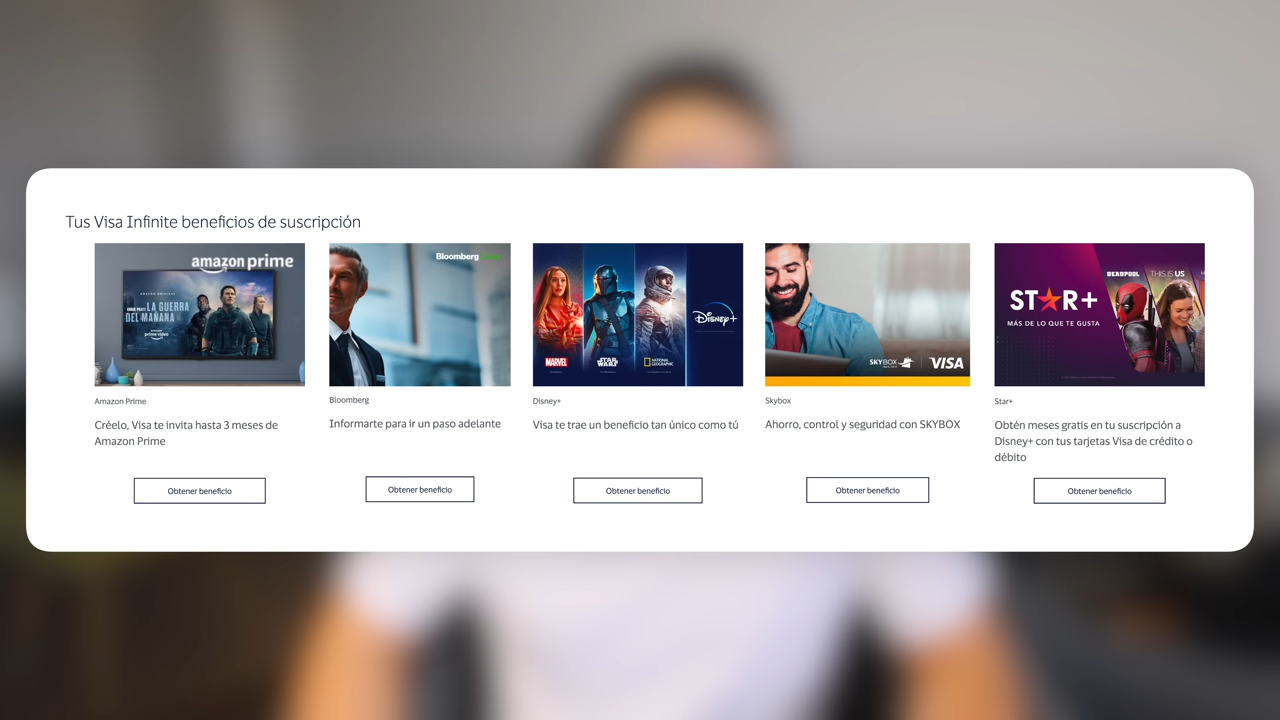 Tus Visa Infinite beneficios de suscripción
amazon prime
AMAZON ORIGINAL
CHRIS PRATT LA GUERRA
DEL MAÑANA
prime video
Amazon Prime
Créelo, Visa te invita hasta 3 meses de
Amazon Prime
Obtener beneficio
Bloomberg
Bloomberg
Informarte para ir un paso adelante
Obtener beneficio
MARVEL
STAR
WARS
NATIONAL
GEOGRAPHIC
Disney+
Disney+
Visa te trae un beneficio tan único como tú
Obtener beneficio
SKYBOX
VISA
Skybox
Ahorro, control y seguridad con SKYBOX
Obtener beneficio
DEADPOOL
THIS IS US
STAR+
MÁS DE LO QUE TE GUSTA
Star+
Obtén meses gratis en tu suscripción a
Disney+ con tus tarjetas Visa de crédito o
débito
Obtener beneficio